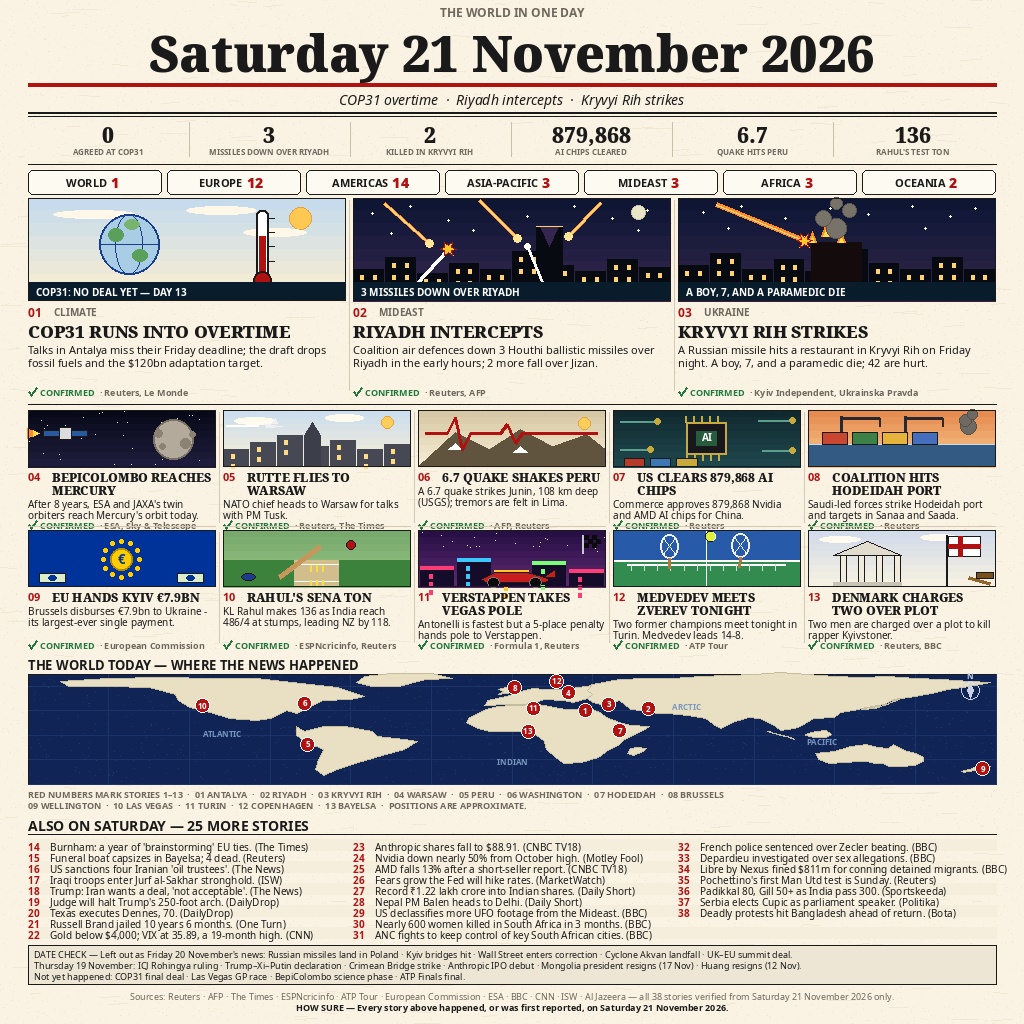 THE WORLD IN ONE DAY
Saturday 21 November 2026
COP31 overtime · Riyadh intercepts · Kryvyi Rih strikes
0
AGREED AT COP31
3
MISSILES DOWN OVER RIYADH
2
KILLED IN KRYVYI RIH
879,868
AI CHIPS CLEARED
6.7
QUAKE HITS PERU
136
RAHUL'S TEST TON
WORLD 1
EUROPE 12
AMERICAS 14
ASIA-PACIFIC 3
MIDEAST 3
AFRICA 3
OCEANIA 2
COP31: NO DEAL YET — DAY 13
01 CLIMATE
COP31 RUNS INTO OVERTIME
Talks in Antalya miss their Friday deadline; the draft drops
fossil fuels and the $120bn adaptation target.
CONFIRMED · Reuters, Le Monde
3 MISSILES DOWN OVER RIYADH
02 MIDEAST
RIYADH INTERCEPTS
Coalition air defences down 3 Houthi ballistic missiles over
Riyadh in the early hours; 2 more fall over Jizan.
CONFIRMED · Reuters, AFP
A BOY, 7, AND A PARAMEDIC DIE
03 UKRAINE
KRYVYI RIH STRIKES
A Russian missile hits a restaurant in Kryvyi Rih on Friday
night. A boy, 7, and a paramedic die; 42 are hurt.
CONFIRMED · Kyiv Independent, Ukrainska Pravda
04 BEPICOLOMBO REACHES
MERCURY
After 8 years, ESA and JAXA's twin
orbiters reach Mercury's orbit today.
CONFIRMED · ESA, Sky & Telescope
05 RUTTE FLIES TO
WARSAW
NATO chief heads to Warsaw for talks
with PM Tusk.
CONFIRMED · Reuters, The Times
06 6.7 QUAKE SHAKES PERU
A 6.7 quake strikes Junin, 108 km deep
(USGS); tremors are felt in Lima.
CONFIRMED · AFP, Reuters
AI
07 US CLEARS 879,868 AI
CHIPS
Commerce approves 879,868 Nvidia
and AMD AI chips for China.
CONFIRMED · Reuters
08 COALITION HITS
HODEIDAH PORT
Saudi-led forces strike Hodeidah port
and targets in Sanaa and Saada.
CONFIRMED · Reuters
€
09 EU HANDS KYIV €7.9BN
Brussels disburses €7.9bn to Ukraine -
its largest-ever single payment.
CONFIRMED · European Commission
10 RAHUL'S SENA TON
KL Rahul makes 136 as India reach
486/4 at stumps, leading NZ by 118.
CONFIRMED · ESPNcricinfo, Reuters
11 VERSTAPPEN TAKES
VEGAS POLE
Antonelli is fastest but a 5-place penalty
hands pole to Verstappen.
CONFIRMED · Formula 1, Reuters
12 MEDVEDEV MEETS
ZVEREV TONIGHT
Two former champions meet tonight in
Turin. Medvedev leads 14-8.
CONFIRMED · ATP Tour
13 DENMARK CHARGES
TWO OVER PLOT
Two men are charged over a plot to kill
rapper Kyivstoner.
CONFIRMED · Reuters, BBC
THE WORLD TODAY — WHERE THE NEWS HAPPENED
N
12
8
4
10
6
11
1
3
2
ARCTIC
ATLANTIC
13
7
5
PACIFIC
INDIAN
9
RED NUMBERS MARK STORIES 1–13 · 01 ANTALYA · 02 RIYADH · 03 KRYVYI RIH · 04 WARSAW · 05 PERU · 06 WASHINGTON · 07 HODEIDAH · 08 BRUSSELS
09 WELLINGTON · 10 LAS VEGAS · 11 TURIN · 12 COPENHAGEN · 13 BAYELSA · POSITIONS ARE APPROXIMATE.
ALSO ON SATURDAY — 25 MORE STORIES
14 Burnham: a year of 'brainstorming' EU ties. (The Times)
15 Funeral boat capsizes in Bayelsa; 4 dead. (Reuters)
16 US sanctions four Iranian 'oil trustees'. (The News)
17 Iraqi troops enter Jurf al-Sakhar stronghold. (ISW)
18 Trump: Iran wants a deal, 'not acceptable'. (The News)
19 Judge will halt Trump's 250-foot arch. (DailyDrop)
20 Texas executes Dennes, 70. (DailyDrop)
21 Russell Brand jailed 10 years 6 months. (One Turn)
22 Gold below $4,000; VIX at 35.89, a 19-month high. (CNN)
23 Anthropic shares fall to $88.91. (CNBC TV18)
24 Nvidia down nearly 50% from October high. (Motley Fool)
25 AMD falls 13% after a short-seller report. (CNBC TV18)
26 Fears grow the Fed will hike rates. (MarketWatch)
27 Record ₹1.22 lakh crore into Indian shares. (Daily Short)
28 Nepal PM Balen heads to Delhi. (Daily Short)
29 US declassifies more UFO footage from the Mideast. (BBC)
30 Nearly 600 women killed in South Africa in 3 months. (BBC)
31 ANC fights to keep control of key South African cities. (BBC)
32 French police sentenced over Zecler beating. (BBC)
33 Depardieu investigated over sex allegations. (BBC)
34 Libre by Nexus fined $811m for conning detained migrants. (BBC)
35 Pochettino's first Man Utd test is Sunday. (Reuters)
36 Padikkal 80, Gill 50+ as India pass 300. (Sportskeeda)
37 Serbia elects Cupic as parliament speaker. (Politika)
38 Deadly protests hit Bangladesh ahead of return. (Bota)
DATE CHECK — Left out as Friday 20 November's news: Russian missiles land in Poland · Kyiv bridges hit · Wall Street enters correction · Cyclone Akvan landfall · UK–EU summit deal.
Thursday 19 November: ICJ Rohingya ruling · Trump–Xi–Putin declaration · Crimean Bridge strike · Anthropic IPO debut · Mongolia president resigns (17 Nov) · Huang resigns (12 Nov).
Not yet happened: COP31 final deal · Las Vegas GP race · BepiColombo science phase · ATP Finals final.
Sources: Reuters · AFP · The Times · ESPNcricinfo · ATP Tour · European Commission · ESA · BBC · CNN · ISW · Al Jazeera — all 38 stories verified from Saturday 21 November 2026 only.
HOW SURE — Every story above happened, or was first reported, on Saturday 21 November 2026.